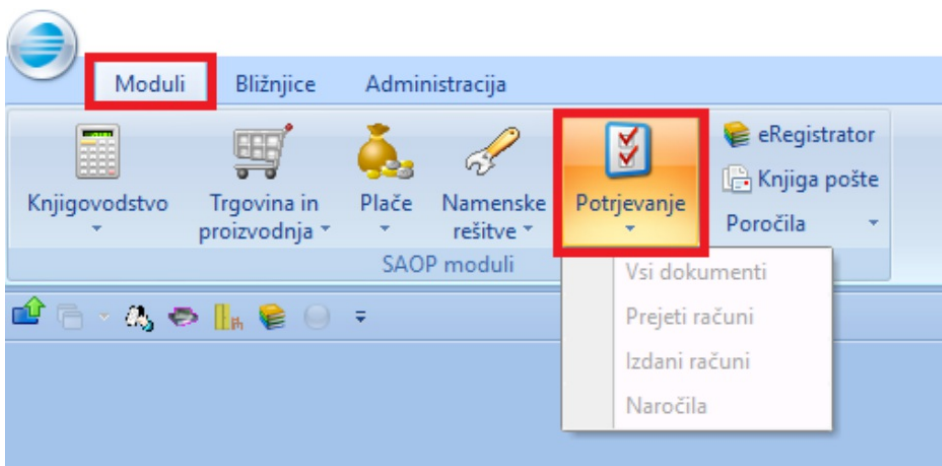 Moduli
Bližnjice
Administracija
Knjigovodstvo
Trgovina in
proizvodnja
Plače
Namenske
rešitve
Potrjevanje
eRegistrator
Knjiga pošte
Poročila
SAOP moduli
Vsi dokumenti
Prejeti računi
Izdani računi
Naročila